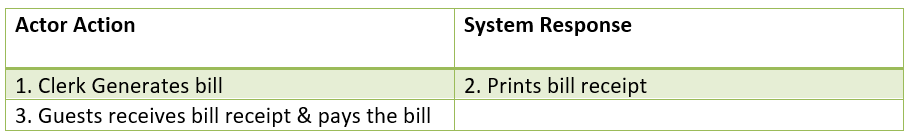 Actor Action
System Response
1. Clerk Generates bill
2. Prints bill receipt
3. Guests receives bill receipt & pays the bill